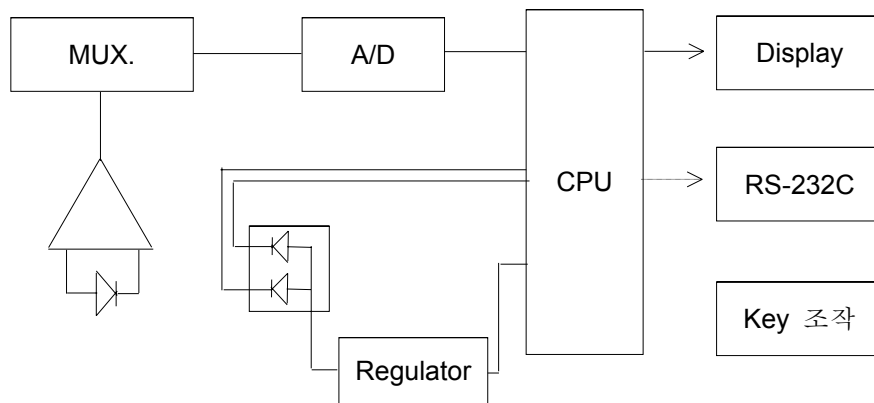 MUX.
A/D
CPU
Display
RS-232C
Key 조작
Regulator